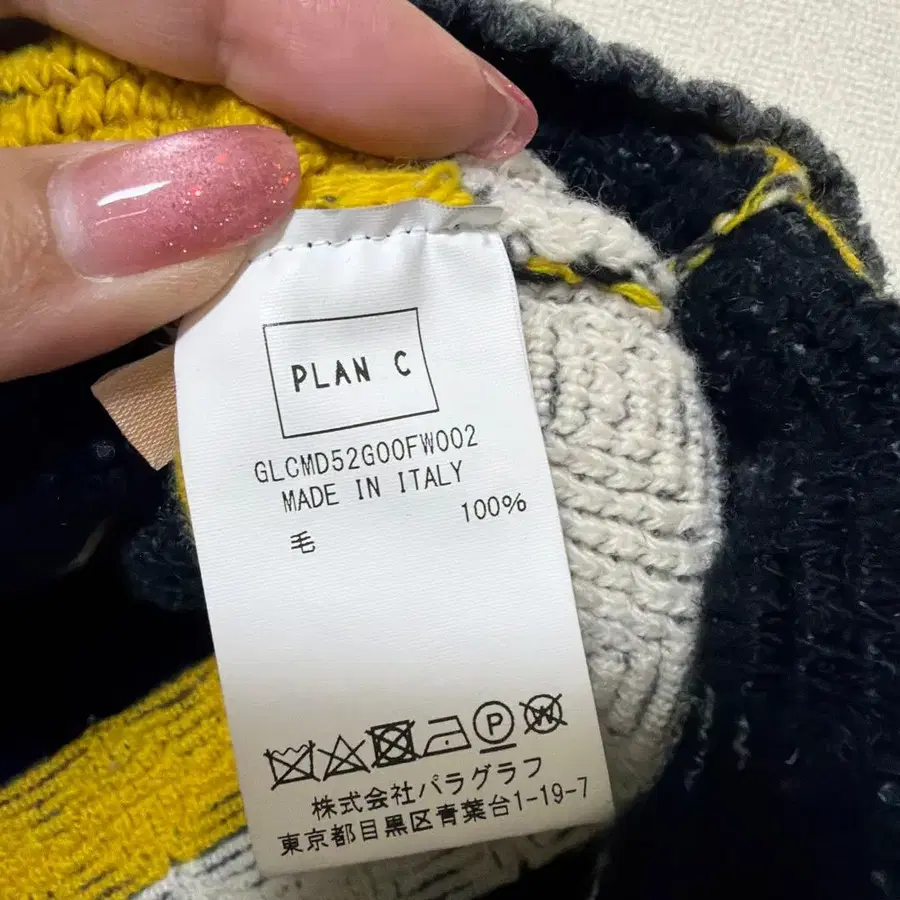 PLAN C
GLCMD52G00FW002
MADE IN ITALY
毛 100%
P W
株式会社パラグラフ
東京都目黒区青葉台1-19-7